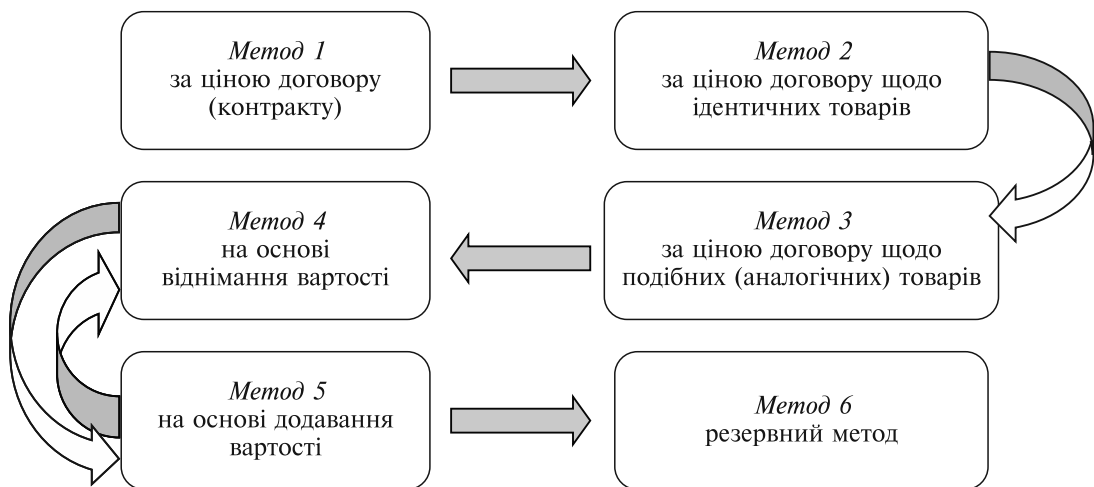 Метод 1
за ціною договору
(контракту)
Метод 2
за ціною договору щодо
ідентичних товарів
Метод 3
за ціною договору щодо
подібних (аналогічних) товарів
Метод 4
на основі
віднімання вартості
Метод 5
на основі додавання
вартості
Метод 6
резервний метод